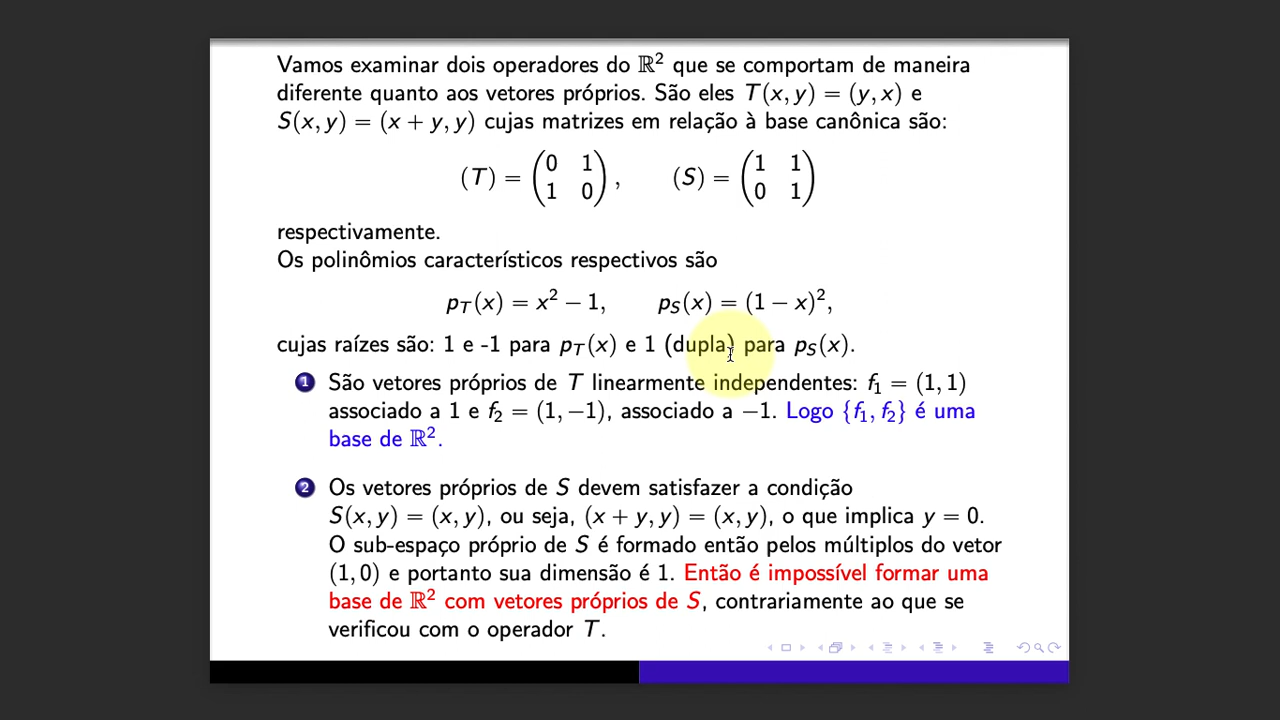 Vamos examinar dois operadores do ℝ² que se comportam de maneira
diferente quanto aos vetores próprios. São eles T(x, y) = (y, x) e
S(x, y) = (x + y, y) cujas matrizes em relação à base canônica são:
(T) = (0 1; 1 0), (S) = (1 1; 0 1)
respectivamente.
Os polinômios característicos respectivos são
p_T(x) = x² − 1, p_S(x) = (1 − x)²,
cujas raízes são: 1 e -1 para p_T(x) e 1 (dupla) para p_S(x).
1 São vetores próprios de T linearmente independentes: f₁ = (1, 1)
associado a 1 e f₂ = (1, −1), associado a −1. Logo {f₁, f₂} é uma
base de ℝ².
2 Os vetores próprios de S devem satisfazer a condição
S(x, y) = (x, y), ou seja, (x + y, y) = (x, y), o que implica y = 0.
O sub-espaço próprio de S é formado então pelos múltiplos do vetor
(1, 0) e portanto sua dimensão é 1. Então é impossível formar uma
base de ℝ² com vetores próprios de S, contrariamente ao que se
verificou com o operador T.